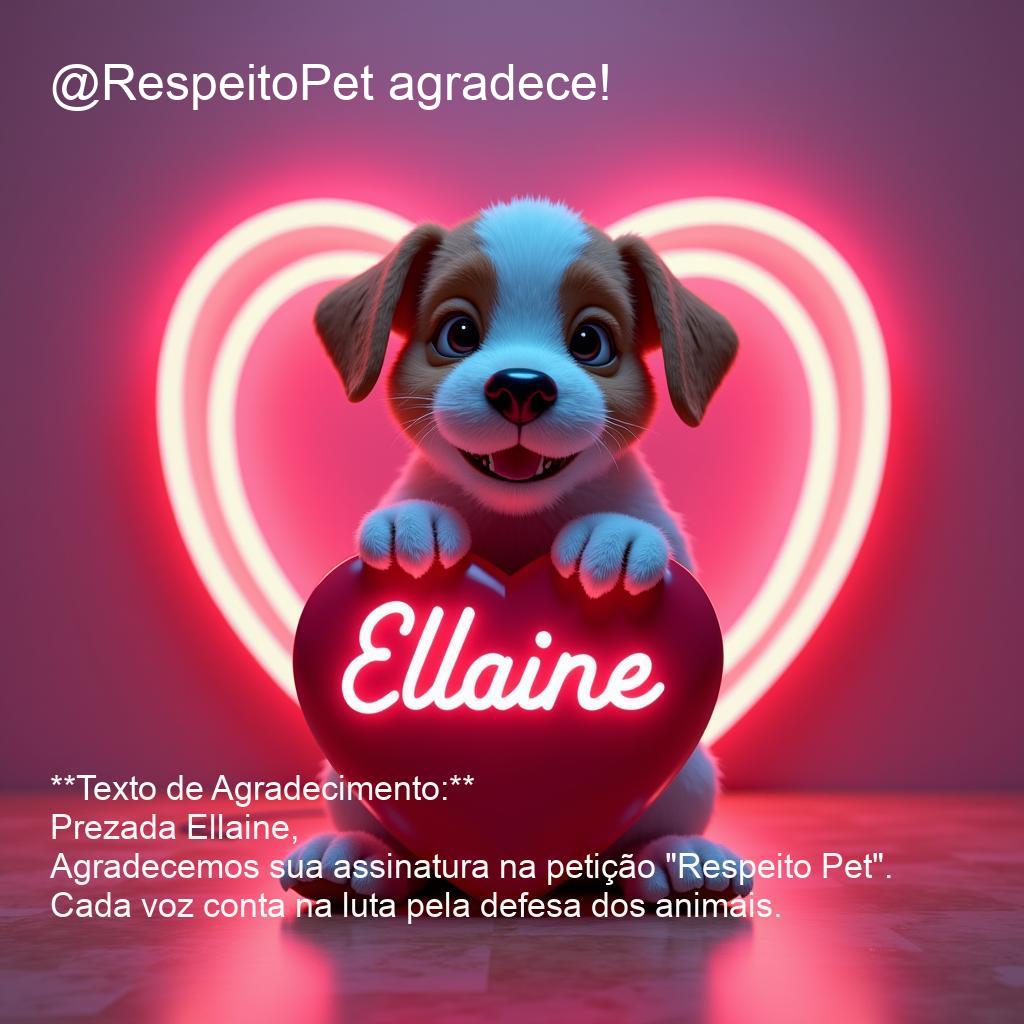 @RespeitoPet agradece!
Ellaine
**Texto de Agradecimento:**
Prezada Ellaine,
Agradecemos sua assinatura na petição "Respeito Pet".
Cada voz conta na luta pela defesa dos animais.